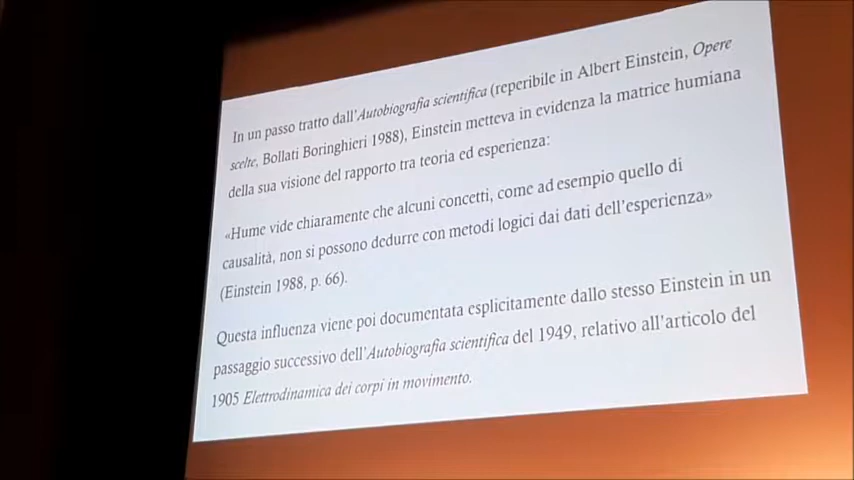 In un passo tratto dall'Autobiografia scientifica (reperibile in Albert Einstein, Opere
scelte, Bollati Boringhieri 1988), Einstein metteva in evidenza la matrice humiana
della sua visione del rapporto tra teoria ed esperienza:
«Hume vide chiaramente che alcuni concetti, come ad esempio quello di
causalità, non si possono dedurre con metodi logici dai dati dell'esperienza»
(Einstein 1988, p. 66).
Questa influenza viene poi documentata esplicitamente dallo stesso Einstein in un
passaggio successivo dell'Autobiografia scientifica del 1949, relativo all'articolo del
1905 Elettrodinamica dei corpi in movimento.